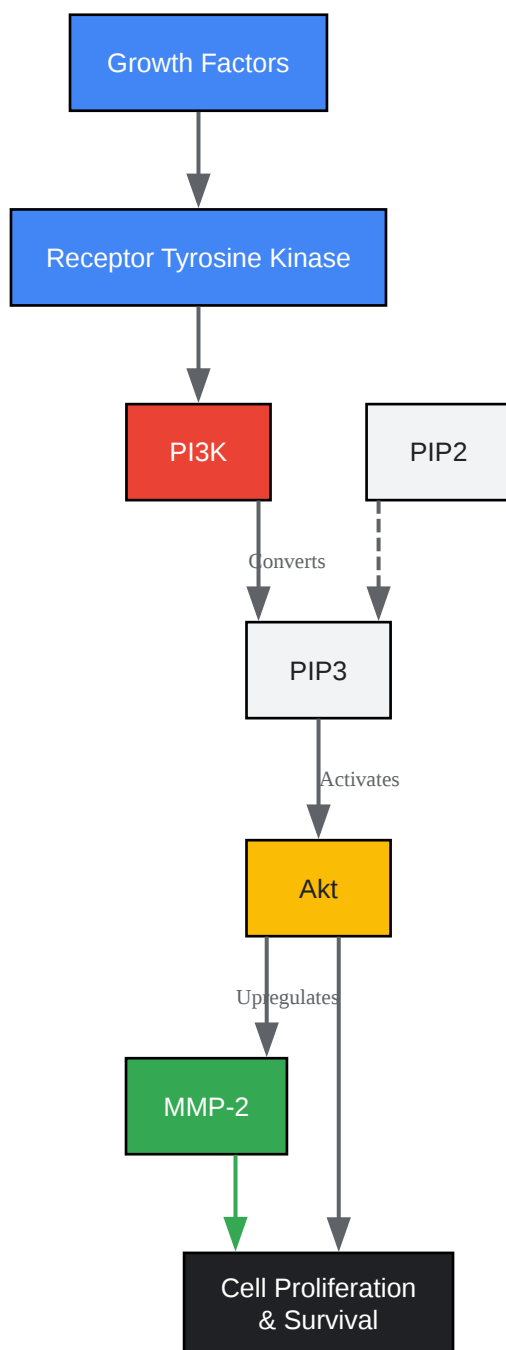 Growth Factors
Receptor Tyrosine Kinase
PI3K
PIP2
Converts
PIP3
Activates
Akt
Upregulates
MMP-2
Cell Proliferation
& Survival